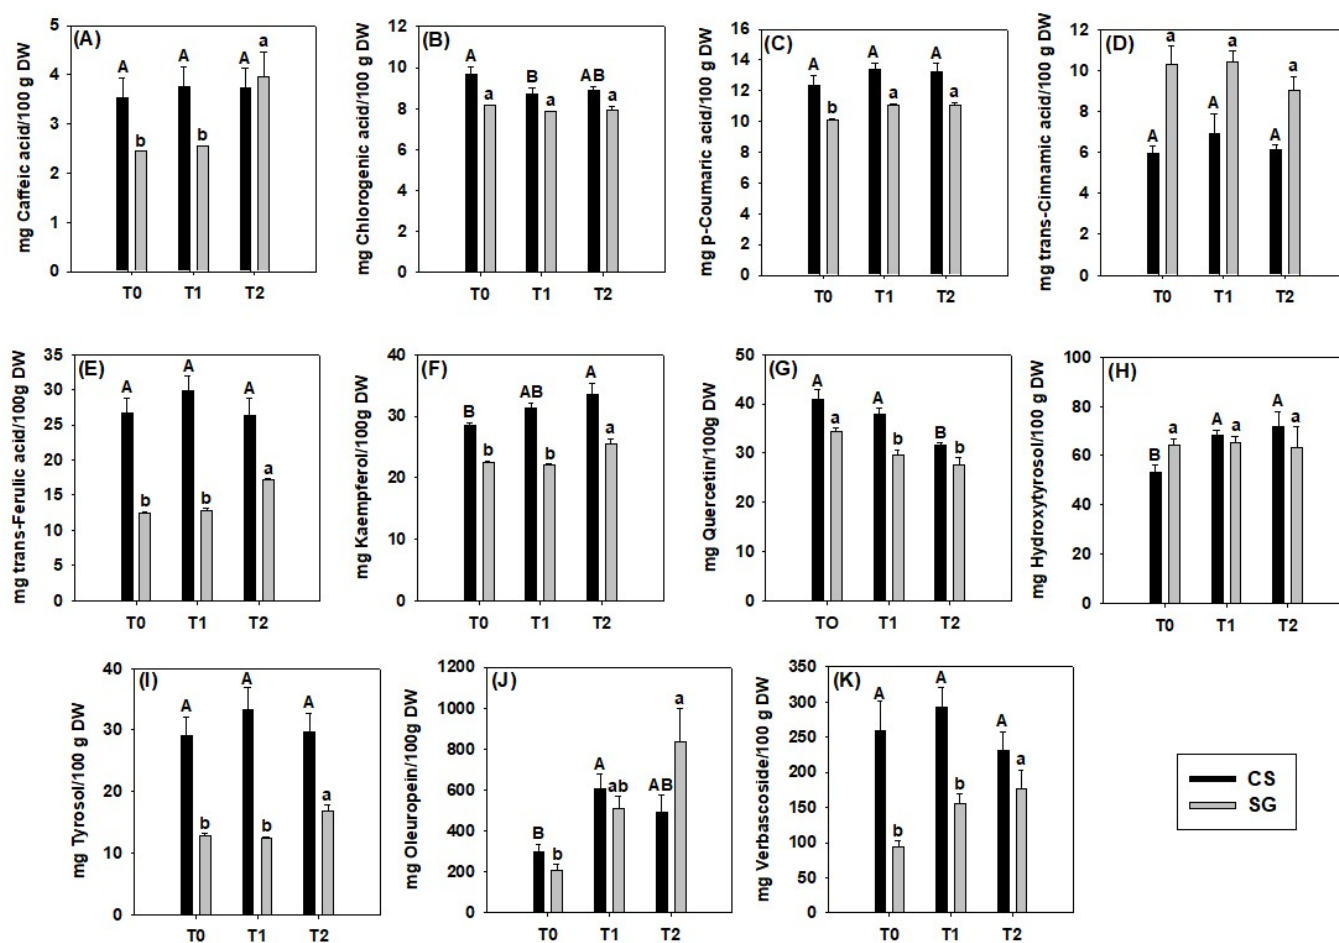 (A)
mg Caffeic acid/100 g DW
5
4
3
2
1
0
A A A a
b b
T0 T1 T2
(B)
mg Chlorogenic acid/100 g DW
12
10
8
6
4
2
0
A B AB
a a a
T0 T1 T2
(C)
mg p-Coumaric acid/100 g DW
16
14
12
10
8
6
4
2
0
A A A
b a a
T0 T1 T2
(D)
mg trans-Cinnamic acid/100 g DW
12
10
8
6
4
2
0
a a a
A A A
T0 T1 T2
(E)
mg trans-Ferulic acid/100g DW
35
30
25
20
15
10
5
0
A A A
b b a
T0 T1 T2
(F)
mg Kaempferol/100g DW
40
30
20
10
0
B AB A
b b a
T0 T1 T2
(G)
mg Quercetin/100g DW
50
40
30
20
10
0
A A B
a b b
TO T1 T2
(H)
mg Hydroxytyrosol/100 g DW
100
80
60
40
20
0
B a A a A a
T0 T1 T2
(I)
mg Tyrosol/100 g DW
40
30
20
10
0
A A A
b b a
T0 T1 T2
(J)
mg Oleuropein/100g DW
1200
1000
800
600
400
200
0
B b A ab AB a
T0 T1 T2
(K)
mg Verbascoside/100 g DW
350
300
250
200
150
100
50
0
A A A
b b a
T0 T1 T2
CS
SG